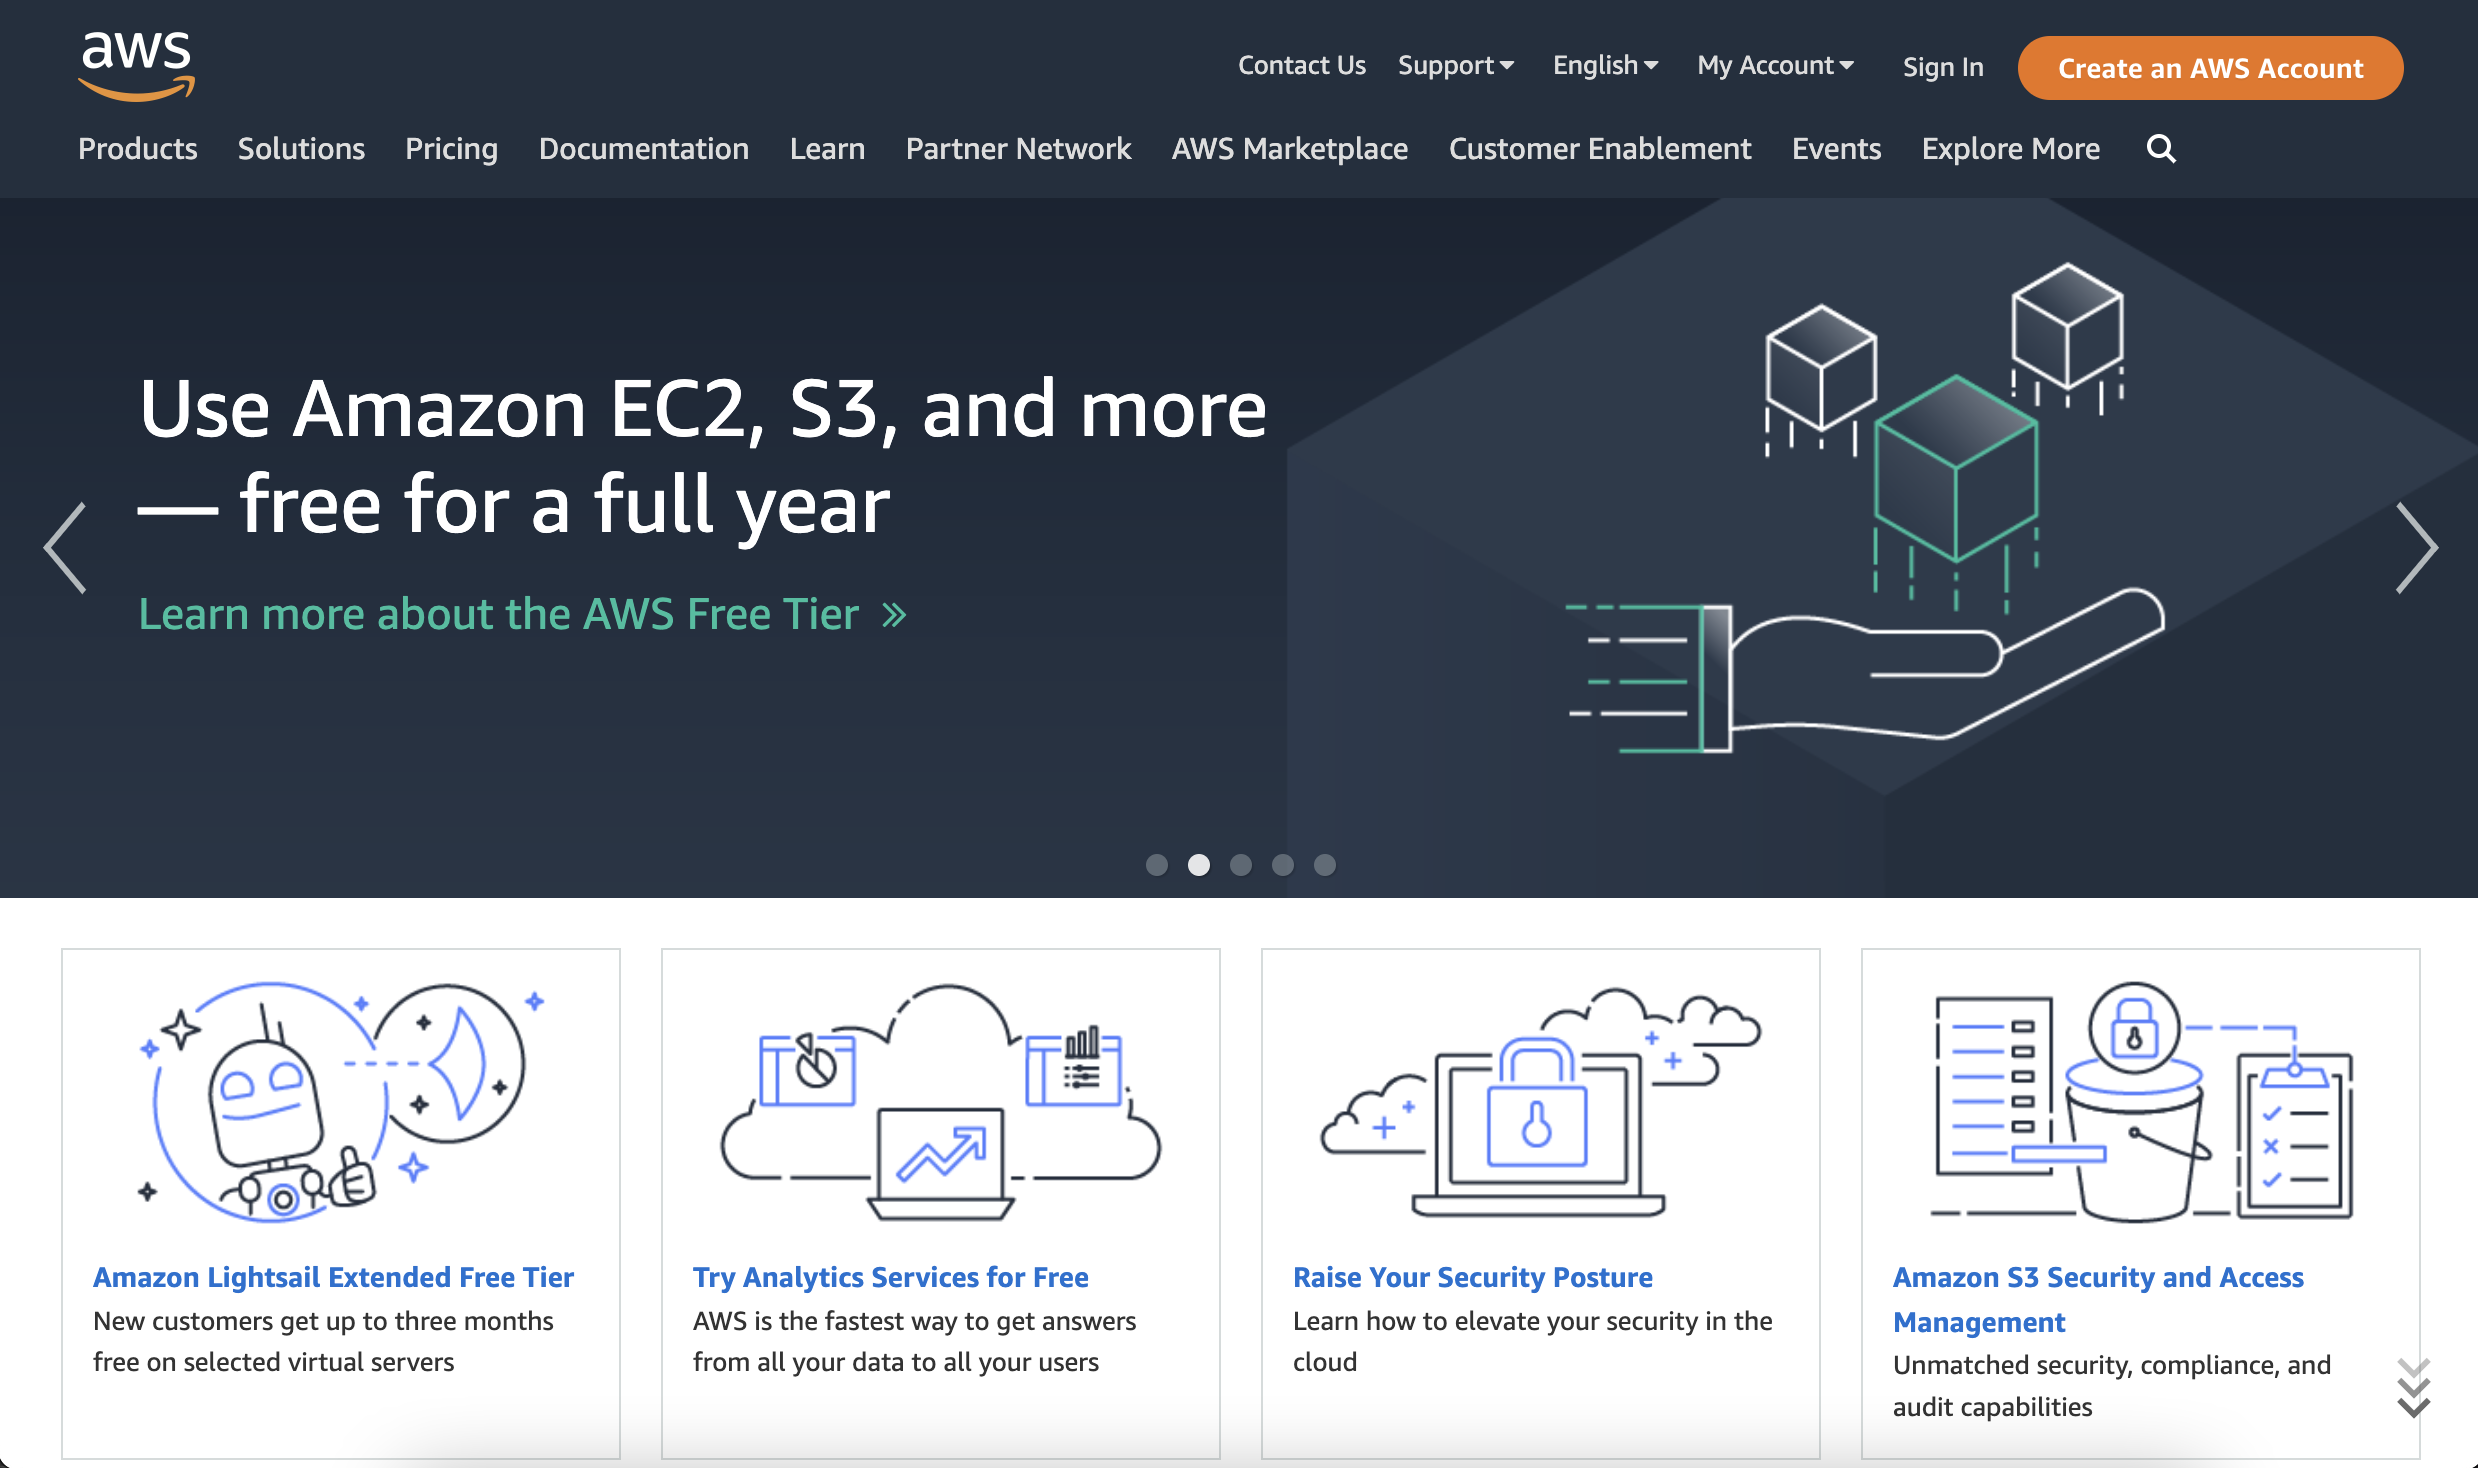 aws
Contact Us Support English My Account Sign In Create an AWS Account
Products Solutions Pricing Documentation Learn Partner Network AWS Marketplace Customer Enablement Events Explore More
Use Amazon EC2, S3, and more
— free for a full year
Learn more about the AWS Free Tier »
Amazon Lightsail Extended Free Tier
New customers get up to three months
free on selected virtual servers
Try Analytics Services for Free
AWS is the fastest way to get answers
from all your data to all your users
Raise Your Security Posture
Learn how to elevate your security in the
cloud
Amazon S3 Security and Access
Management
Unmatched security, compliance, and
audit capabilities